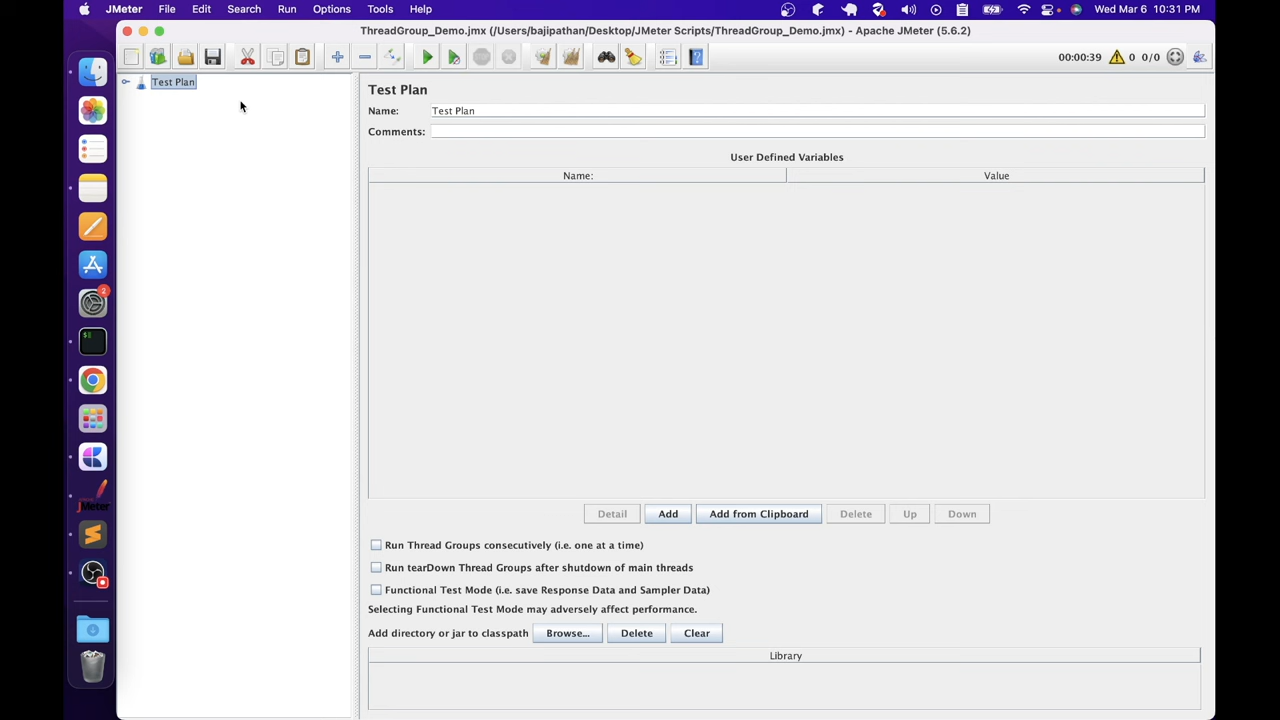 JMeter File Edit Search Run Options Tools Help Wed Mar 6 10:31 PM
ThreadGroup_Demo.jmx (/Users/bajipathan/Desktop/JMeter Scripts/ThreadGroup_Demo.jmx) - Apache JMeter (5.6.2)
00:00:39 0 0/0
Test Plan
Test Plan
Name: Test Plan
Comments:
User Defined Variables
Name: Value
Detail Add Add from Clipboard Delete Up Down
Run Thread Groups consecutively (i.e. one at a time)
Run tearDown Thread Groups after shutdown of main threads
Functional Test Mode (i.e. save Response Data and Sampler Data)
Selecting Functional Test Mode may adversely affect performance.
Add directory or jar to classpath Browse... Delete Clear
Library
2
JMeter